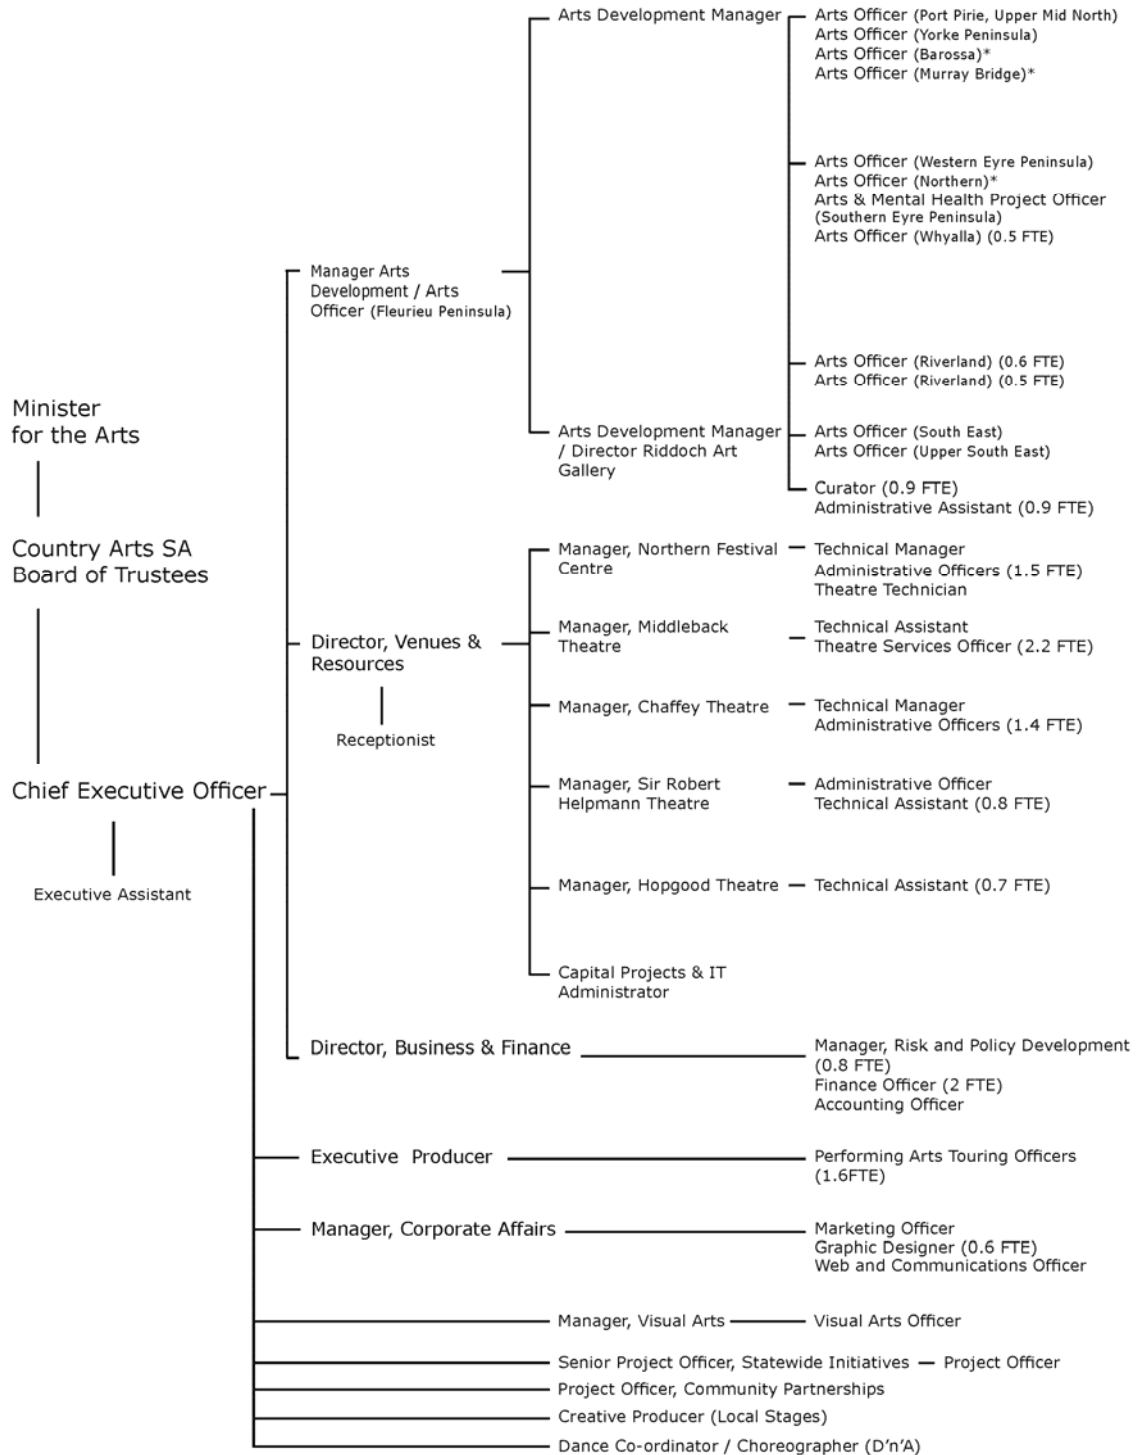 Arts Development Manager
Arts Officer (Port Pirie, Upper Mid North)
Arts Officer (Yorke Peninsula)
Arts Officer (Barossa)*
Arts Officer (Murray Bridge)*
Arts Officer (Western Eyre Peninsula)
Arts Officer (Northern)*
Arts & Mental Health Project Officer
(Southern Eyre Peninsula)
Arts Officer (Whyalla) (0.5 FTE)
Manager Arts
Development / Arts
Officer (Fleurieu Peninsula)
Arts Officer (Riverland) (0.6 FTE)
Arts Officer (Riverland) (0.5 FTE)
Minister
for the Arts
Arts Development Manager
/ Director Riddoch Art
Gallery
Arts Officer (South East)
Arts Officer (Upper South East)
Curator (0.9 FTE)
Administrative Assistant (0.9 FTE)
Country Arts SA
Board of Trustees
Manager, Northern Festival
Centre
Technical Manager
Administrative Officers (1.5 FTE)
Theatre Technician
Director, Venues &
Resources
Receptionist
Manager, Middleback
Theatre
Technical Assistant
Theatre Services Officer (2.2 FTE)
Manager, Chaffey Theatre
Technical Manager
Administrative Officers (1.4 FTE)
Chief Executive Officer
Executive Assistant
Manager, Sir Robert
Helpmann Theatre
Administrative Officer
Technical Assistant (0.8 FTE)
Manager, Hopgood Theatre
Technical Assistant (0.7 FTE)
Capital Projects & IT
Administrator
Director, Business & Finance
Manager, Risk and Policy Development
(0.8 FTE)
Finance Officer (2 FTE)
Accounting Officer
Executive Producer
Performing Arts Touring Officers
(1.6FTE)
Manager, Corporate Affairs
Marketing Officer
Graphic Designer (0.6 FTE)
Web and Communications Officer
Manager, Visual Arts
Visual Arts Officer
Senior Project Officer, Statewide Initiatives
Project Officer
Project Officer, Community Partnerships
Creative Producer (Local Stages)
Dance Co-ordinator / Choreographer (D'n'A)